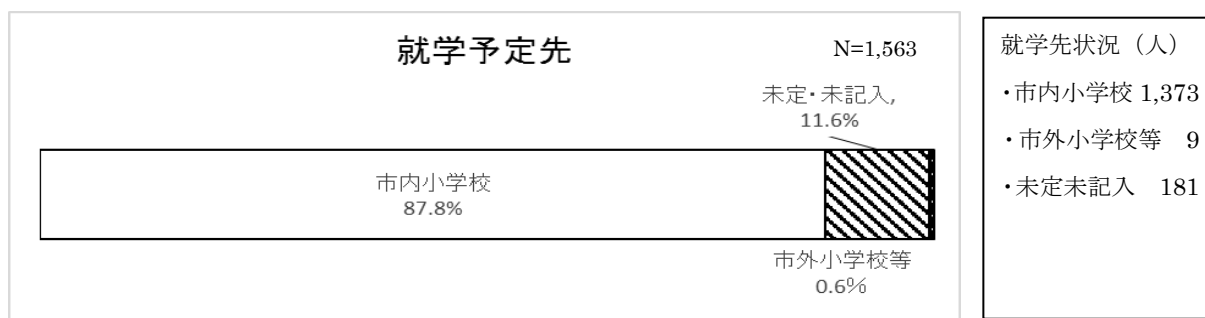 就学予定先
N=1,563
未定・未記入,
11.6%
市内小学校
87.8%
市外小学校等
0.6%
就学先状況（人）
・市内小学校 1,373
・市外小学校等　9
・未定未記入　181